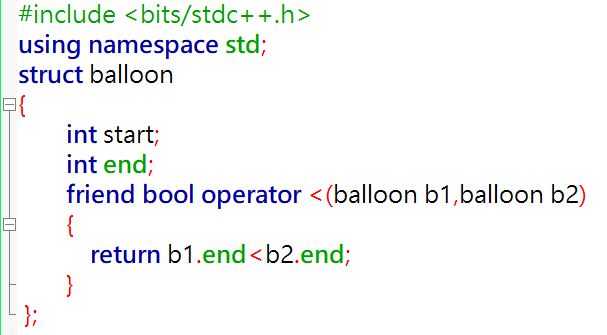 #include <bits/stdc++.h>
using namespace std;
struct balloon
{
int start;
int end;
friend bool operator <(balloon b1,balloon b2)
{
return b1.end<b2.end;
}
};